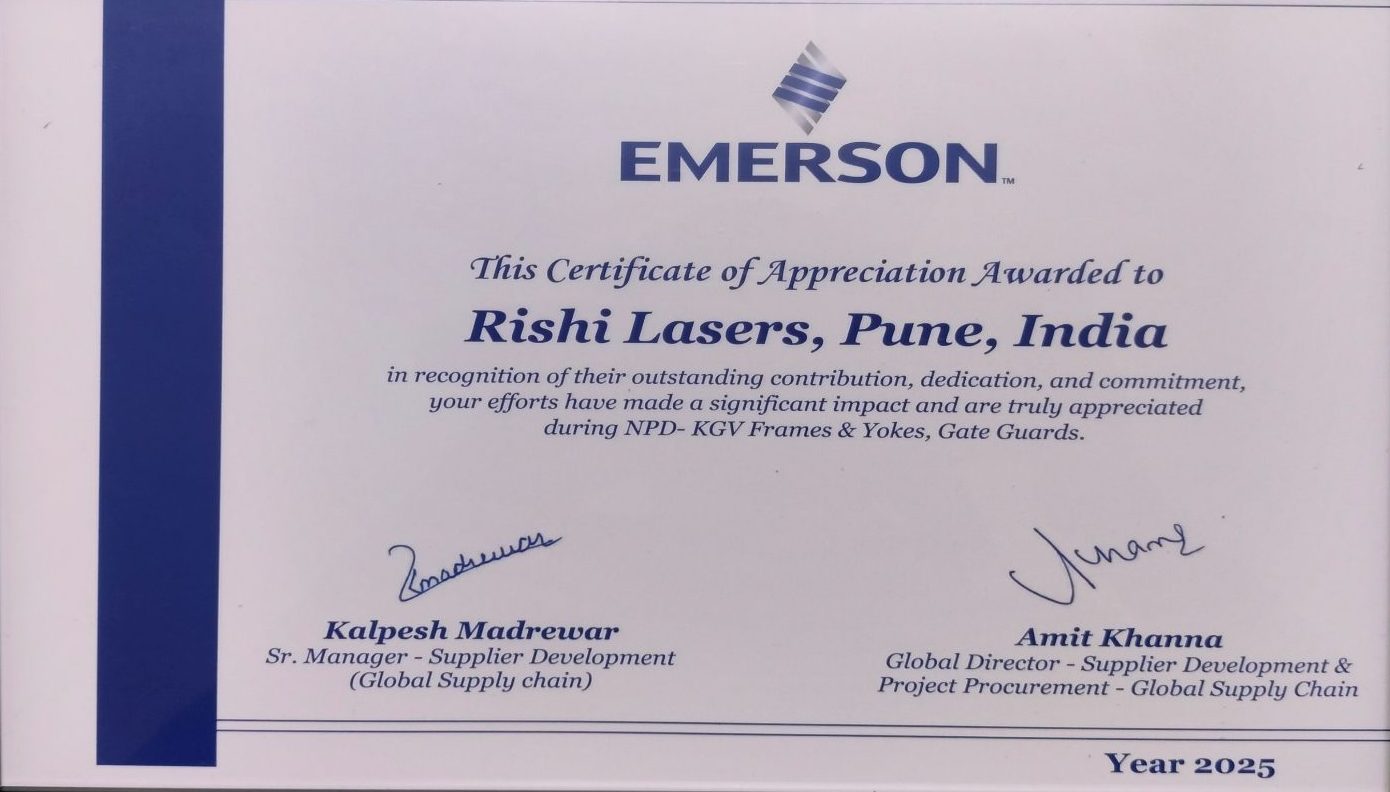 EMERSON™
This Certificate of Appreciation Awarded to
Rishi Lasers, Pune, India
in recognition of their outstanding contribution, dedication, and commitment,
your efforts have made a significant impact and are truly appreciated
during NPD- KGV Frames & Yokes, Gate Guards.
Kalpesh Madrewar
Sr. Manager - Supplier Development
(Global Supply chain)
Amit Khanna
Global Director - Supplier Development &
Project Procurement - Global Supply Chain
Year 2025